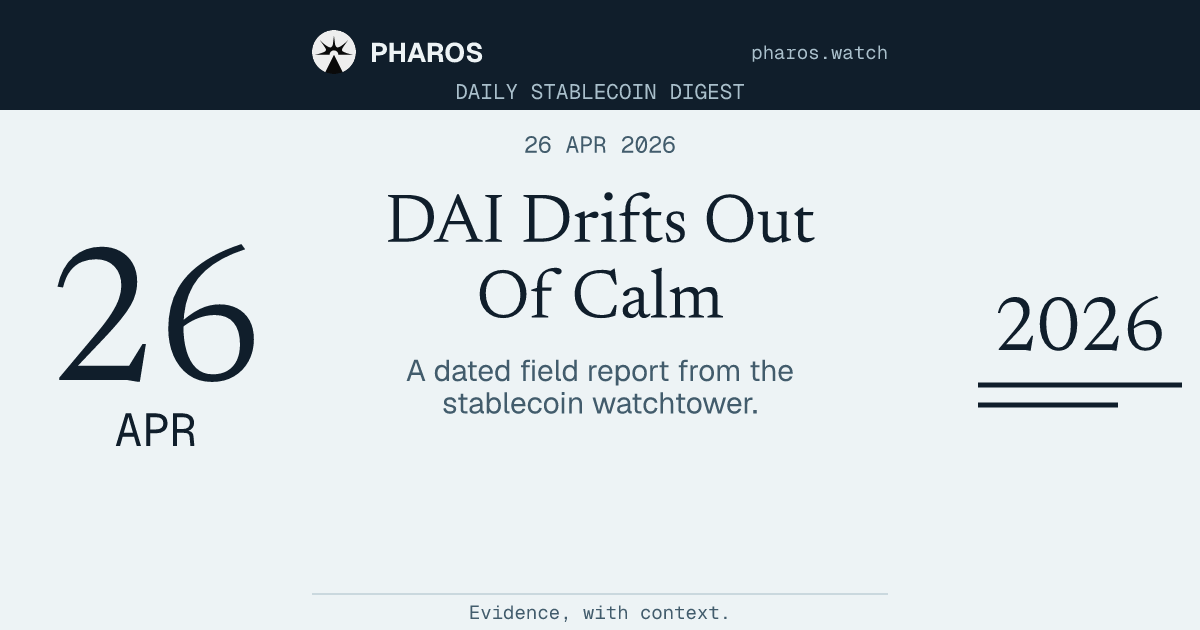 PHAROS
pharos.watch
DAILY STABLECOIN DIGEST
26 APR 2026
DAI Drifts Out
Of Calm
A dated field report from the
stablecoin watchtower.
26
APR
2026
Evidence, with context.